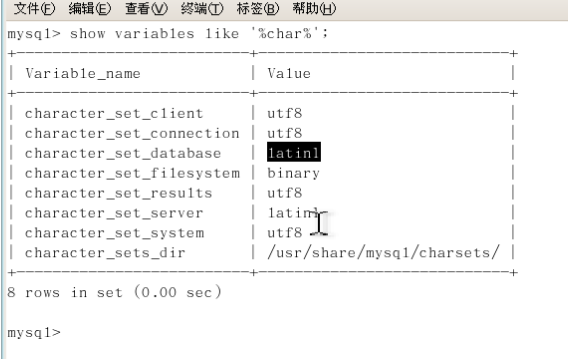 文件(F) 编辑(E) 查看(V) 终端(T) 标签(B) 帮助(H)
mysql> show variables like '%char%';
+--------------------------+----------------------------+
| Variable_name | Value |
+--------------------------+----------------------------+
| character_set_client | utf8 |
| character_set_connection | utf8 |
| character_set_database | latin1 |
| character_set_filesystem | binary |
| character_set_results | utf8 |
| character_set_server | latin1 |
| character_set_system | utf8 |
| character_sets_dir | /usr/share/mysql/charsets/ |
+--------------------------+----------------------------+
8 rows in set (0.00 sec)
mysql>